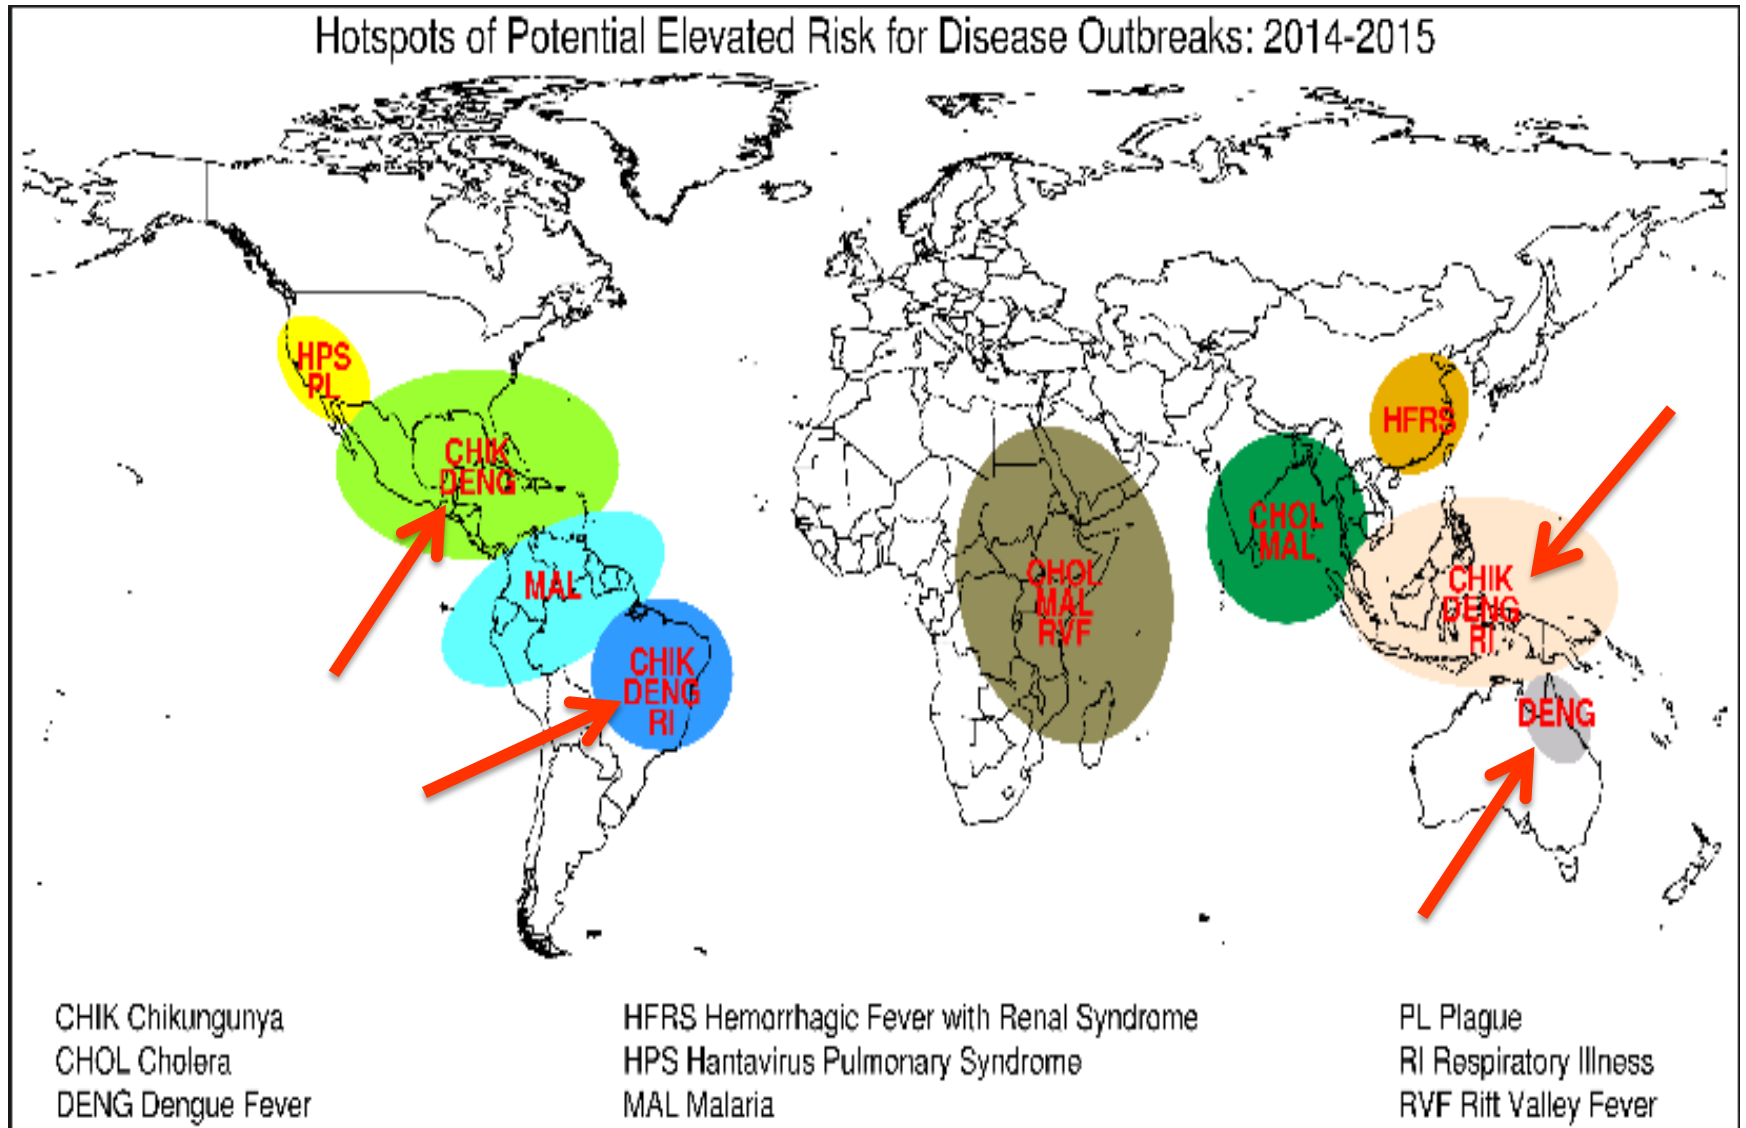 Hotspots of Potential Elevated Risk for Disease Outbreaks: 2014-2015
HPS
PL
CHIK
DENG
MAL
CHIK
DENG
RI
CHOL
MAL
RVF
CHOL
MAL
HFRS
CHIK
DENG
RI
DENG
CHIK Chikungunya
CHOL Cholera
DENG Dengue Fever
HFRS Hemorrhagic Fever with Renal Syndrome
HPS Hantavirus Pulmonary Syndrome
MAL Malaria
PL Plague
RI Respiratory Illness
RVF Rift Valley Fever